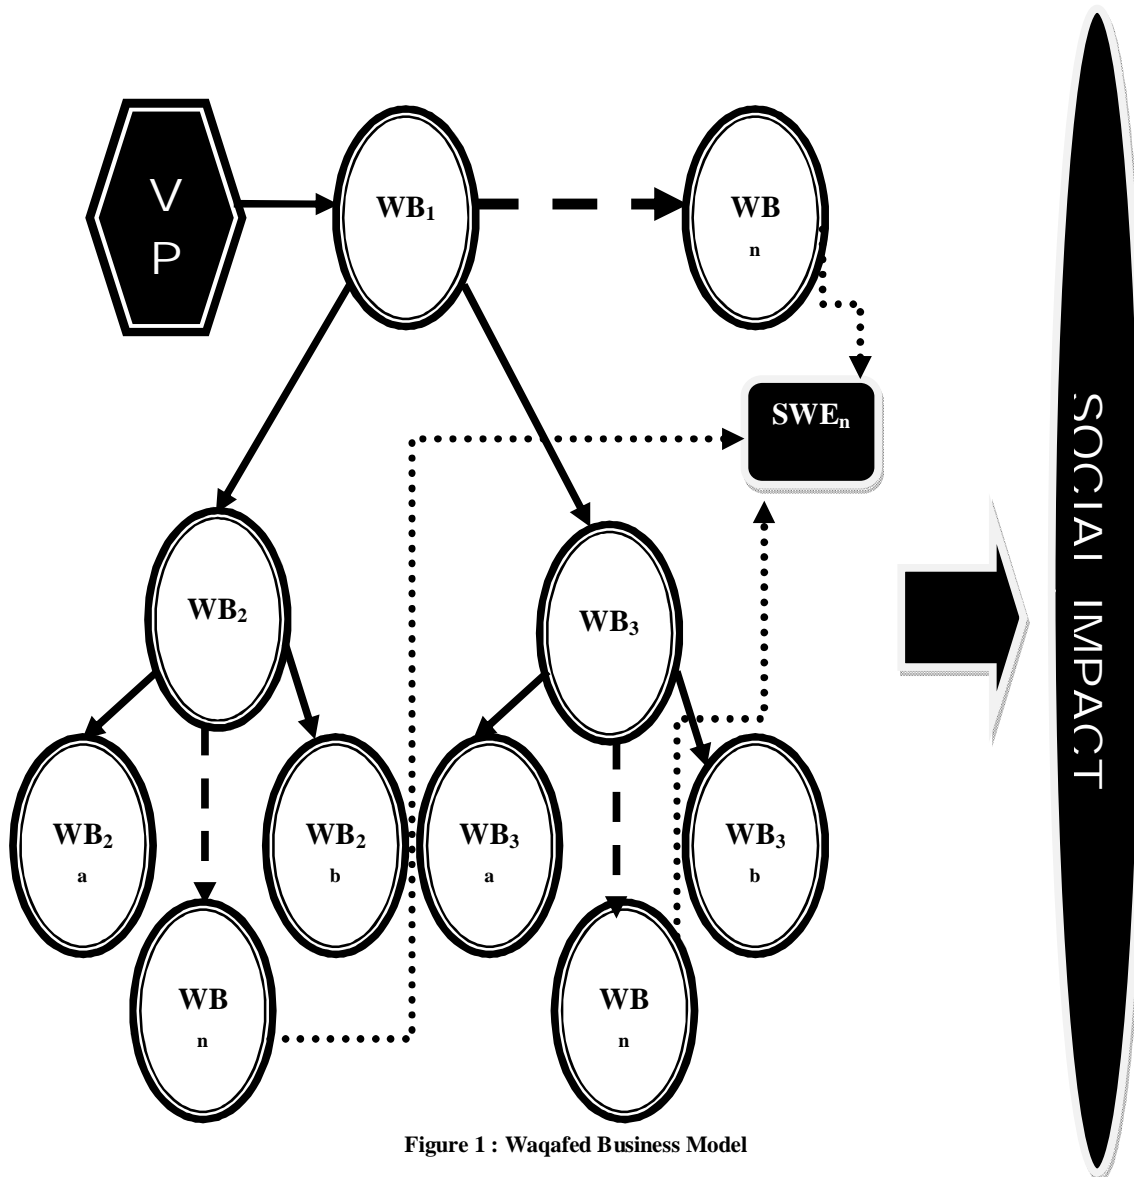 V
P
WB1
WB
n
SWEn
WB2
WB3
WB2
a
WB2
b
WB3
a
WB3
b
WB
n
WB
n
SOCIAL IMPACT
Figure 1 : Waqafed Business Model